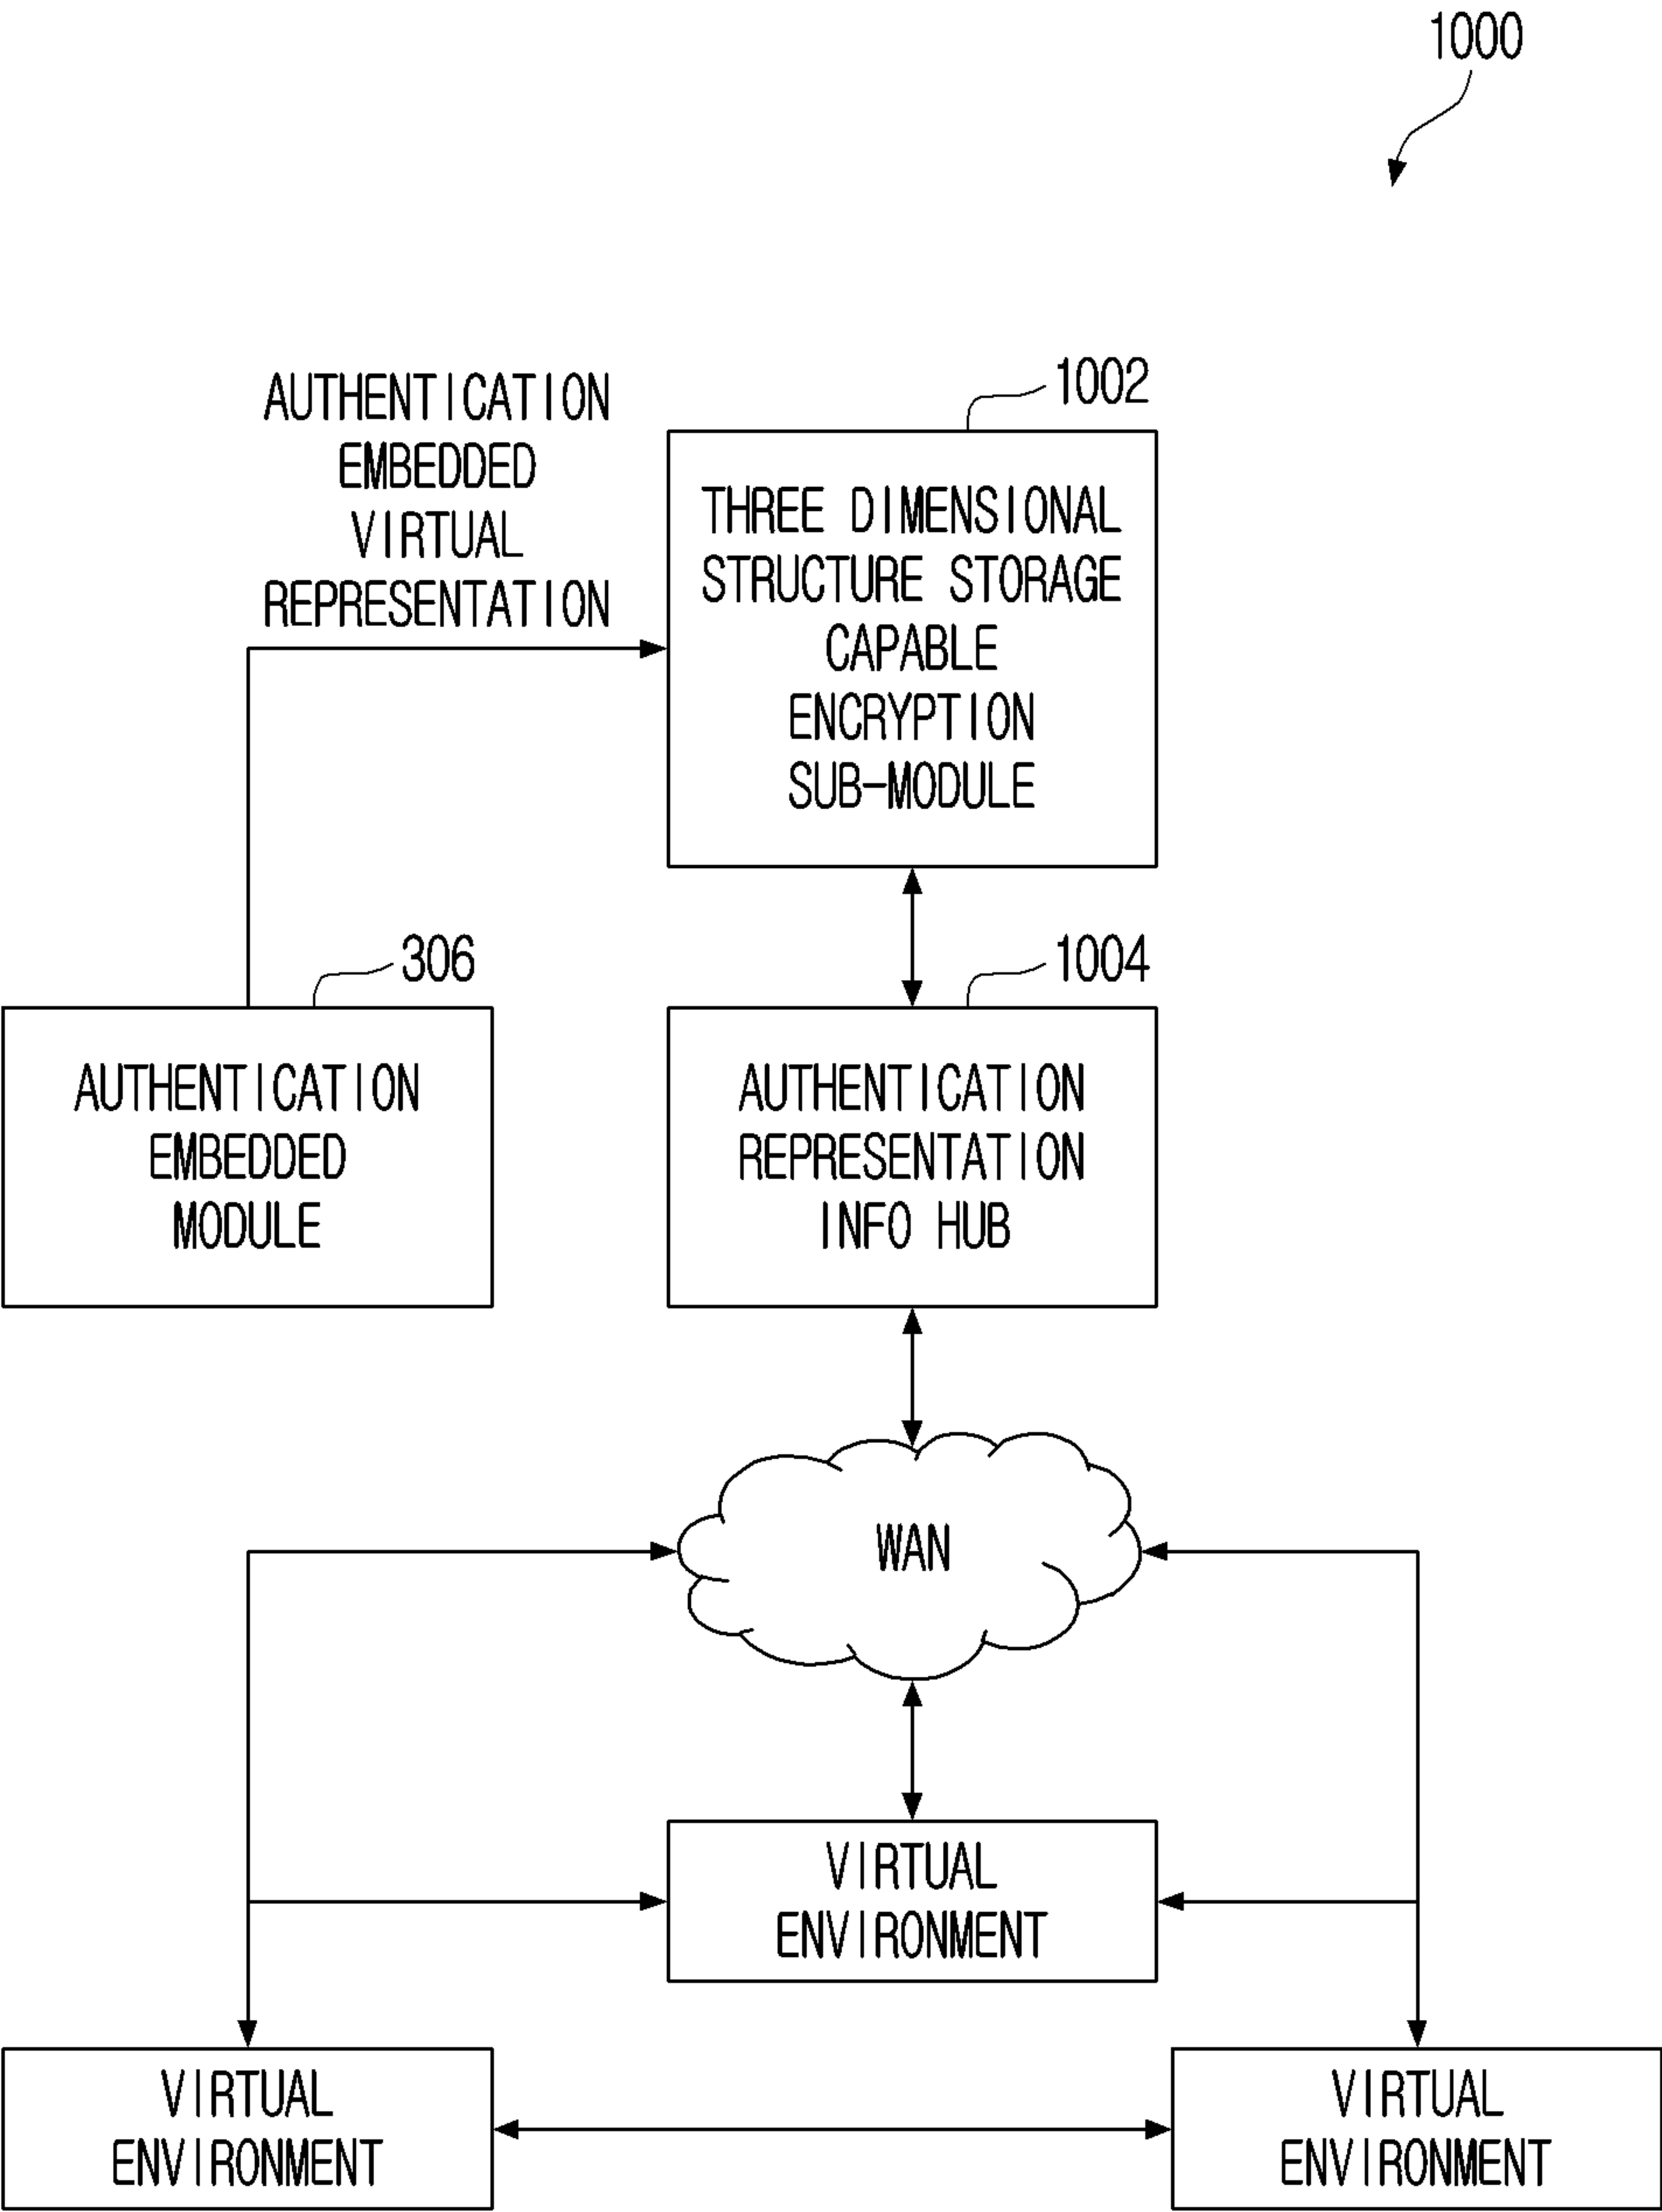 1000
AUTHENTICATION
EMBEDDED
VIRTUAL
REPRESENTATION
1002
THREE DIMENSIONAL
STRUCTURE STORAGE
CAPABLE
ENCRYPTION
SUB-MODULE
306
AUTHENTICATION
EMBEDDED
MODULE
1004
AUTHENTICATION
REPRESENTATION
INFO HUB
WAN
VIRTUAL
ENVIRONMENT
VIRTUAL
ENVIRONMENT
VIRTUAL
ENVIRONMENT